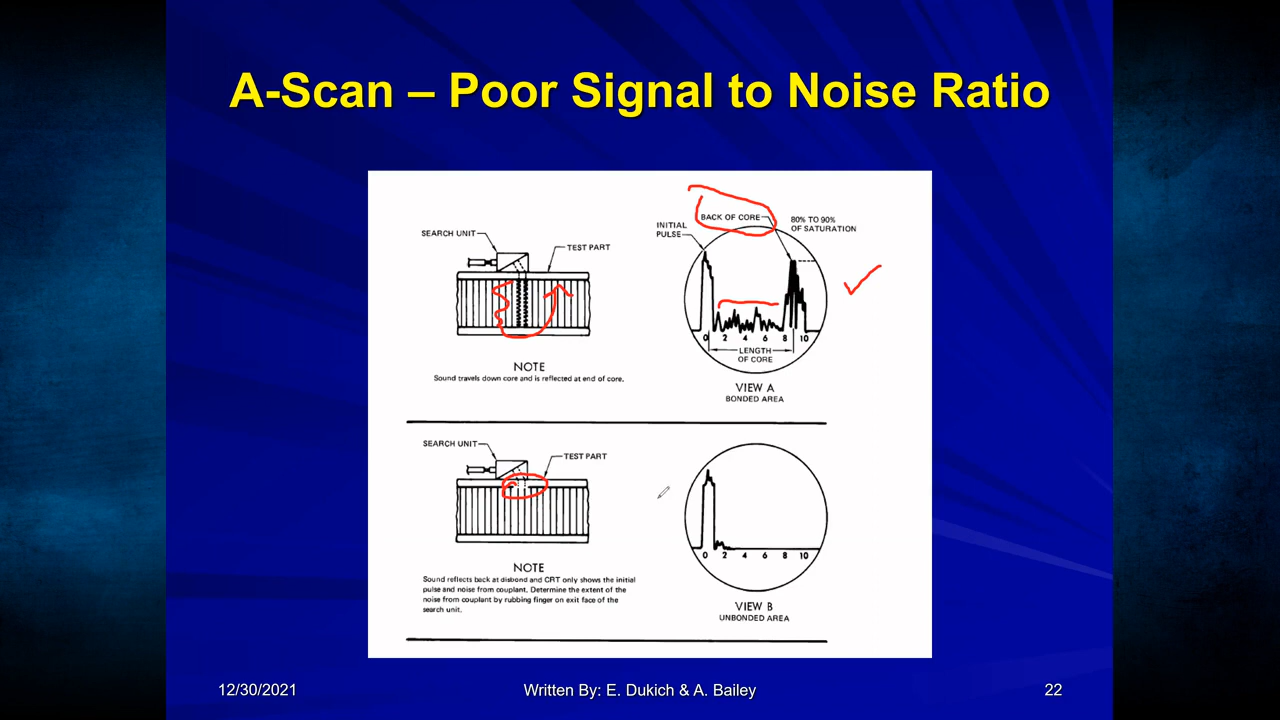 A-Scan – Poor Signal to Noise Ratio
SEARCH UNIT
TEST PART
NOTE
Sound travels down core and is reflected at end of core.
INITIAL
PULSE
BACK OF CORE
80% TO 90%
OF SATURATION
0 2 4 6 8 10
LENGTH
OF CORE
VIEW A
BONDED AREA
SEARCH UNIT
TEST PART
NOTE
Sound reflects back at disbond and CRT only shows the initial
pulse and noise from couplant. Determine the extent of the
noise from couplant by rubbing finger on exit face of the
search unit.
0 2 4 6 8 10
VIEW B
UNBONDED AREA
12/30/2021
Written By: E. Dukich & A. Bailey
22